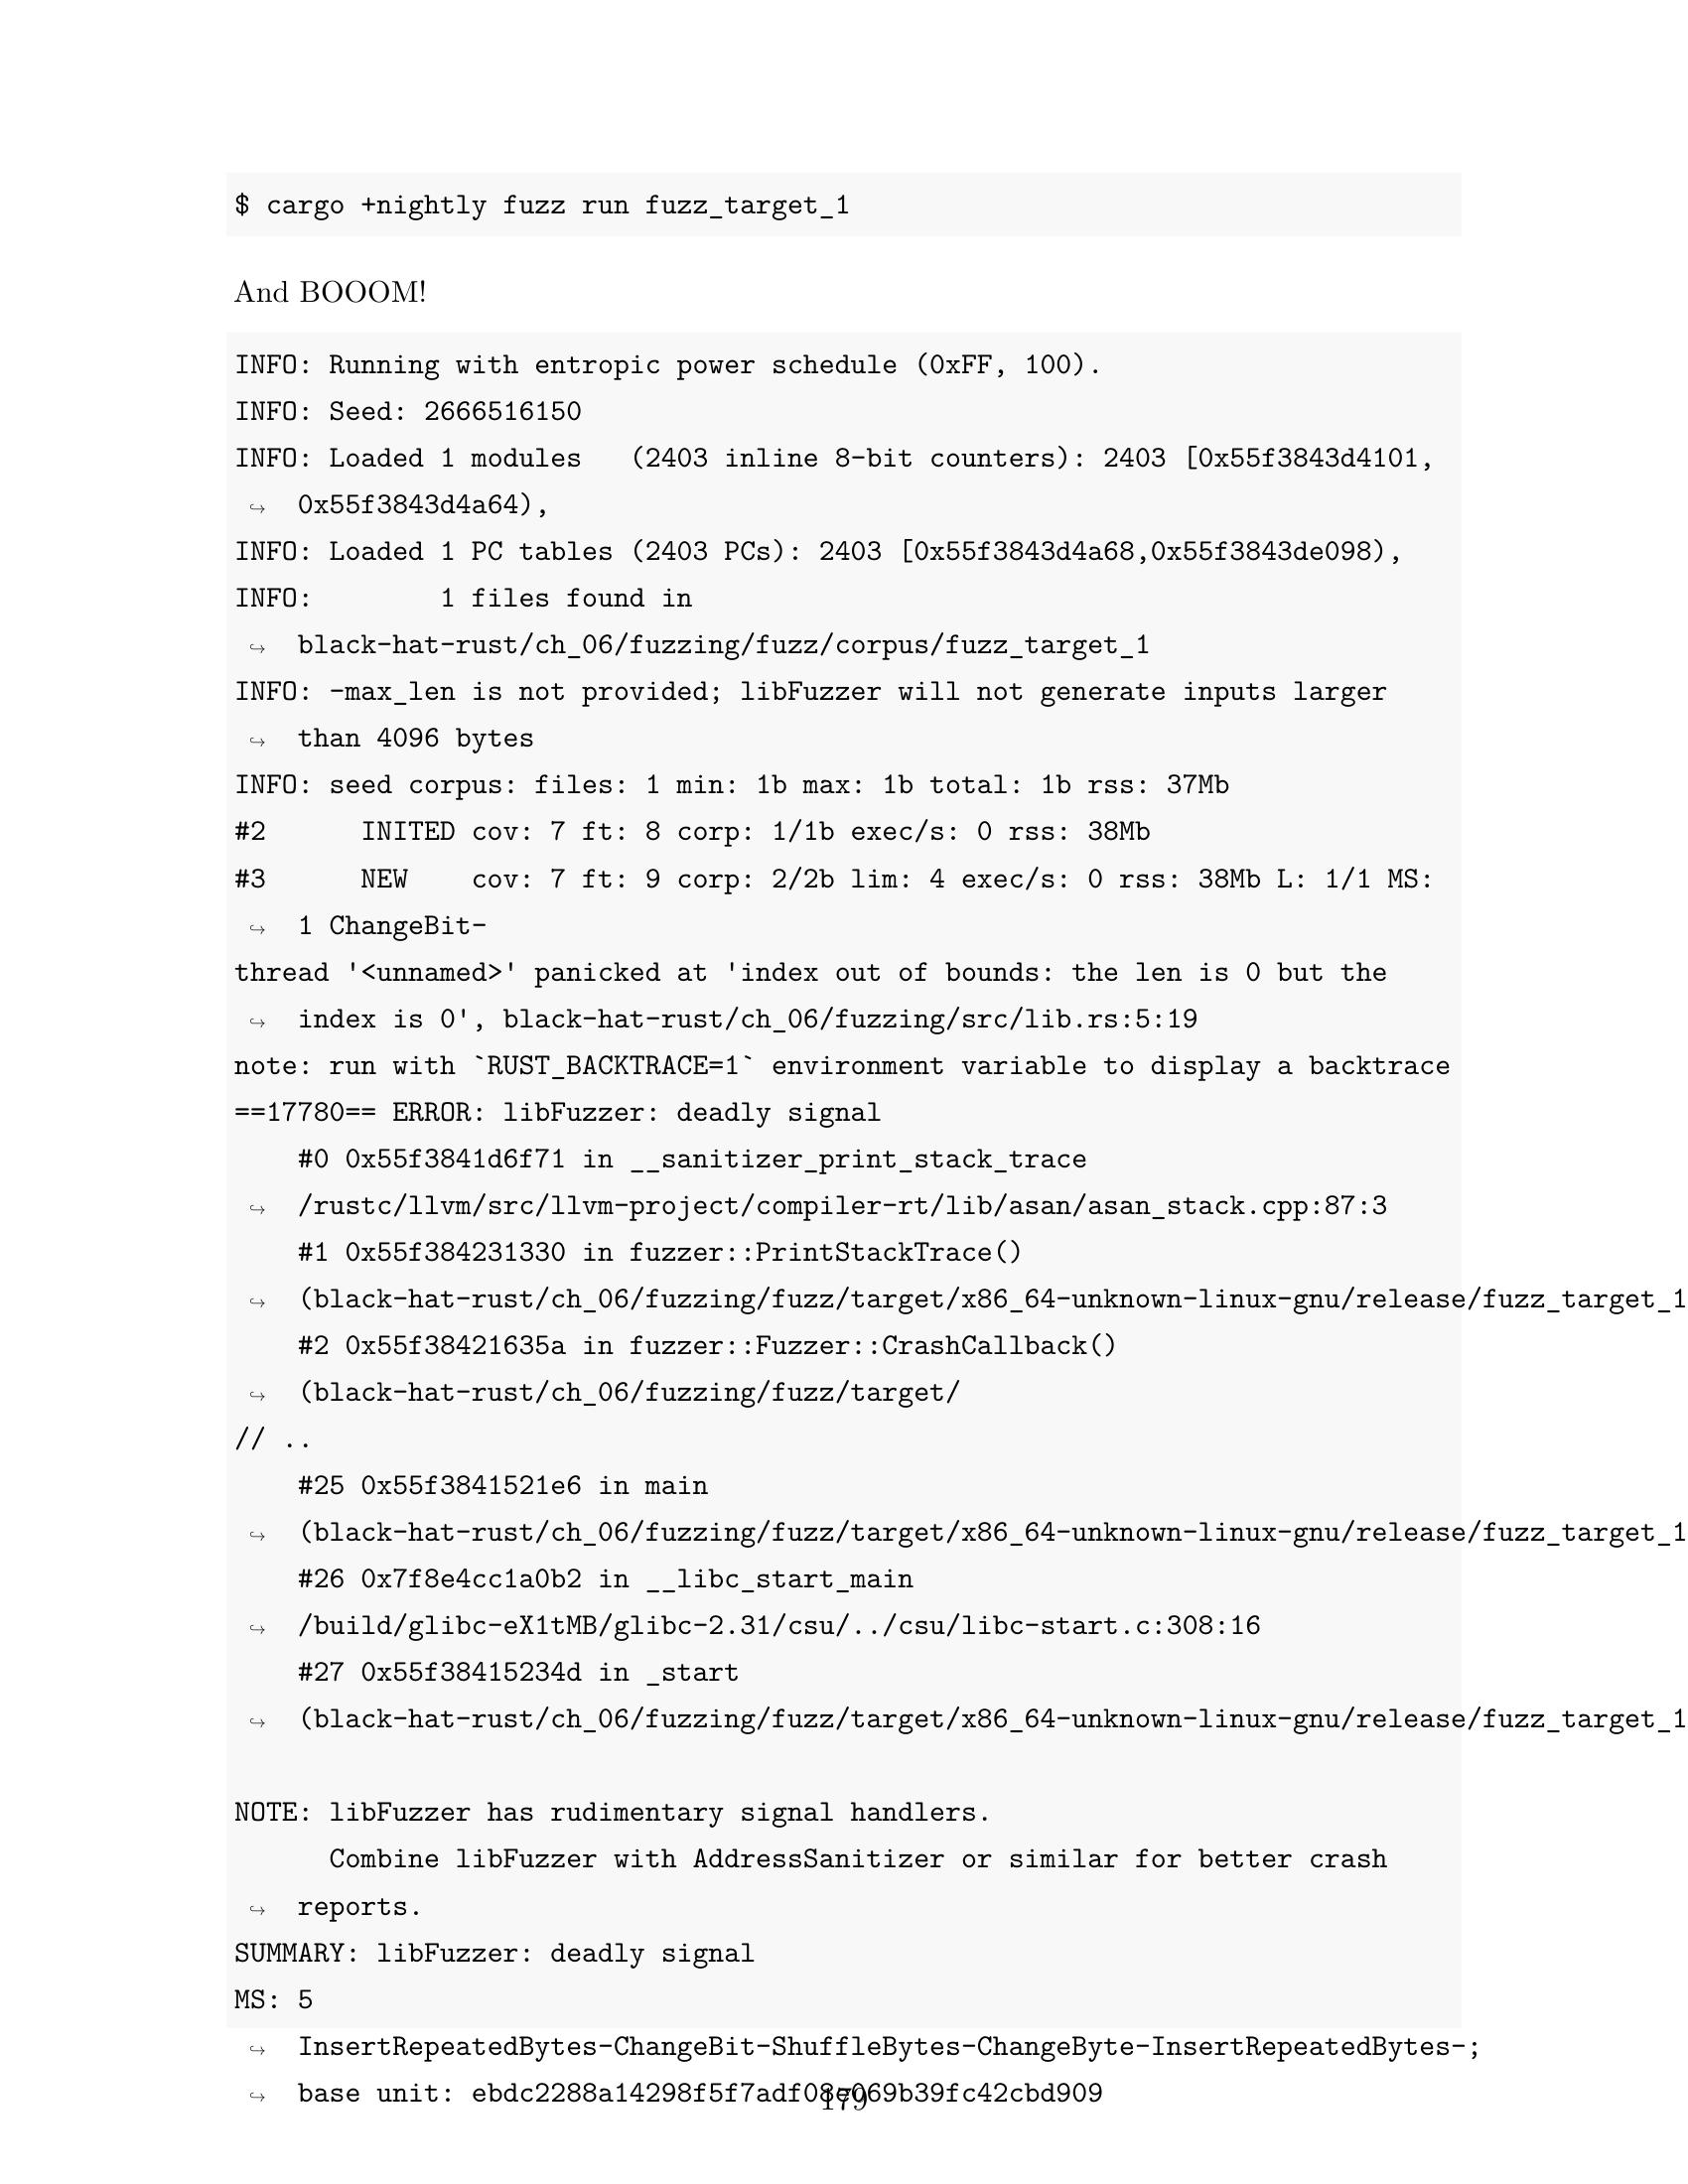 $ cargo +nightly fuzz run fuzz_target_1
And BOOOM!
INFO: Running with entropic power schedule (0xFF, 100).
INFO: Seed: 2666516150
INFO: Loaded 1 modules   (2403 inline 8-bit counters): 2403 [0x55f3843d4101,
↪ 0x55f3843d4a64),
INFO: Loaded 1 PC tables (2403 PCs): 2403 [0x55f3843d4a68,0x55f3843de098),
INFO:        1 files found in
↪ black-hat-rust/ch_06/fuzzing/fuzz/corpus/fuzz_target_1
INFO: -max_len is not provided; libFuzzer will not generate inputs larger
↪ than 4096 bytes
INFO: seed corpus: files: 1 min: 1b max: 1b total: 1b rss: 37Mb
#2      INITED cov: 7 ft: 8 corp: 1/1b exec/s: 0 rss: 38Mb
#3      NEW    cov: 7 ft: 9 corp: 2/2b lim: 4 exec/s: 0 rss: 38Mb L: 1/1 MS:
↪ 1 ChangeBit-
thread '<unnamed>' panicked at 'index out of bounds: the len is 0 but the
↪ index is 0', black-hat-rust/ch_06/fuzzing/src/lib.rs:5:19
note: run with `RUST_BACKTRACE=1` environment variable to display a backtrace
==17780== ERROR: libFuzzer: deadly signal
    #0 0x55f3841d6f71 in __sanitizer_print_stack_trace
↪ /rustc/llvm/src/llvm-project/compiler-rt/lib/asan/asan_stack.cpp:87:3
    #1 0x55f384231330 in fuzzer::PrintStackTrace()
↪ (black-hat-rust/ch_06/fuzzing/fuzz/target/x86_64-unknown-linux-gnu/release/fuzz_target_1
    #2 0x55f38421635a in fuzzer::Fuzzer::CrashCallback()
↪ (black-hat-rust/ch_06/fuzzing/fuzz/target/
// ..
    #25 0x55f3841521e6 in main
↪ (black-hat-rust/ch_06/fuzzing/fuzz/target/x86_64-unknown-linux-gnu/release/fuzz_target_1
    #26 0x7f8e4cc1a0b2 in __libc_start_main
↪ /build/glibc-eX1tMB/glibc-2.31/csu/../csu/libc-start.c:308:16
    #27 0x55f38415234d in _start
↪ (black-hat-rust/ch_06/fuzzing/fuzz/target/x86_64-unknown-linux-gnu/release/fuzz_target_1
NOTE: libFuzzer has rudimentary signal handlers.
      Combine libFuzzer with AddressSanitizer or similar for better crash
↪ reports.
SUMMARY: libFuzzer: deadly signal
MS: 5
↪ InsertRepeatedBytes-ChangeBit-ShuffleBytes-ChangeByte-InsertRepeatedBytes-;
↪ base unit: ebdc2288a14298f5f7adf08e069b39fc42cbd909
179